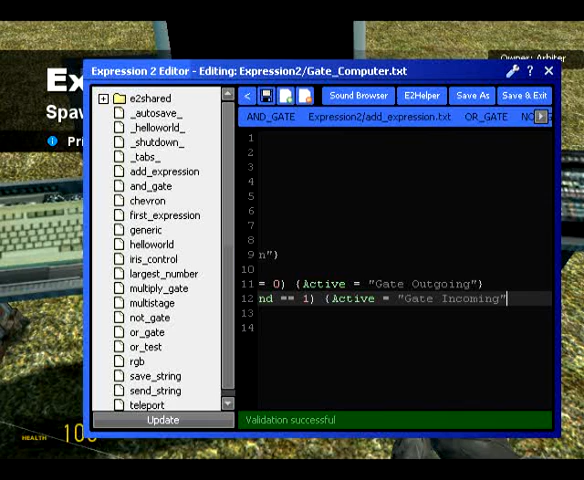 Owner: Arbiter
Expression 2 Editor - Editing: Expression2/Gate_Computer.txt
?
Ex
Spaw
Pri
e2shared
_autosave_
_helloworld_
_shutdown_
_tabs_
add_expression
and_gate
chevron
first_expression
generic
helloworld
iris_control
largest_number
multiply_gate
multistage
not_gate
or_gate
or_test
rgb
save_string
send_string
teleport
Update
< Sound Browser E2Helper Save As Save & Exit
AND_GATE Expression2/add_expression.txt OR_GATE
1
2
3
4
5
6
7
8
9 n")
10
11 = 0) (Active = "Gate Outgoing")
12 nd == 1) (Active = "Gate Incoming"
13
14
Validation successful
HEALTH